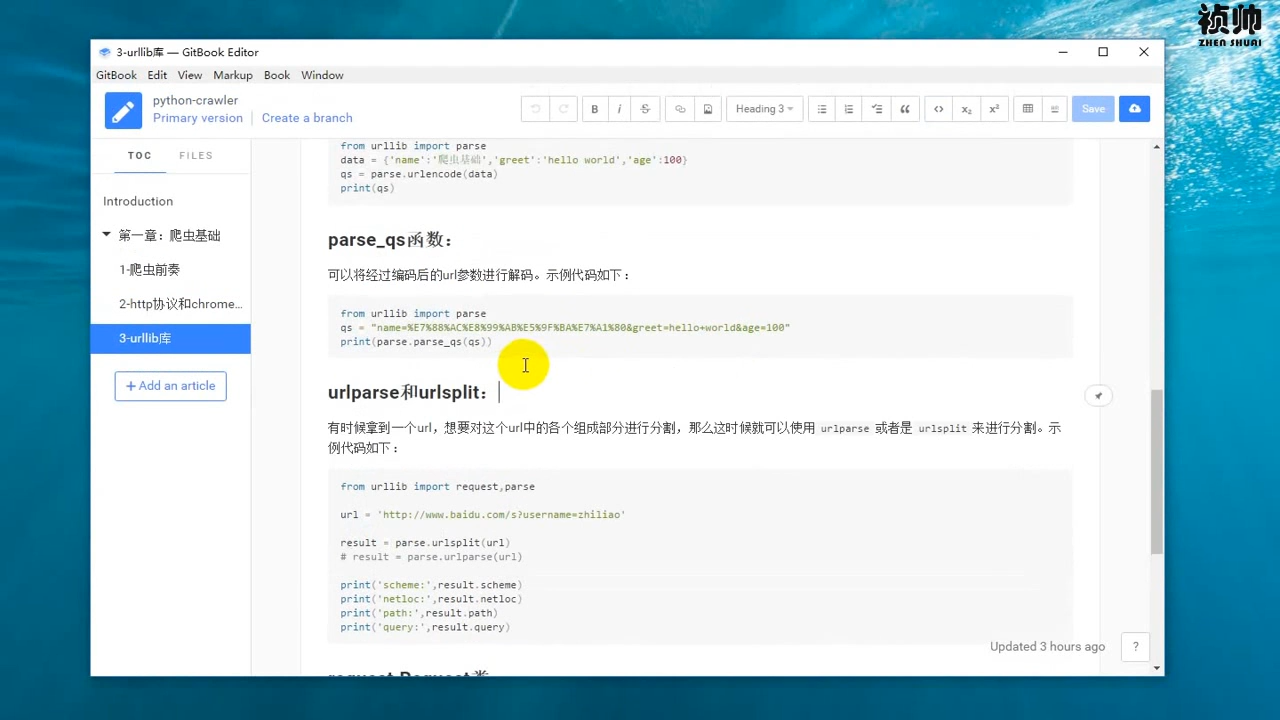 祯帅
ZHEN SHUAI
3-urllib库 — GitBook Editor
GitBook Edit View Markup Book Window
python-crawler
Primary version Create a branch
B i S Heading 3 x₂ x² Save
TOC FILES
Introduction
第一章：爬虫基础
1-爬虫前奏
2-http协议和chrome...
3-urllib库
+ Add an article
from urllib import parse
data = {'name':'爬虫基础','greet':'hello world','age':100}
qs = parse.urlencode(data)
print(qs)
parse_qs函数：
可以将经过编码后的url参数进行解码。示例代码如下：
from urllib import parse
qs = "name=%E7%88%AC%E8%99%AB%E5%9F%BA%E7%A1%80&greet=hello+world&age=100"
print(parse.parse_qs(qs))
urlparse和urlsplit：
有时候拿到一个url，想要对这个url中的各个组成部分进行分割，那么这时候就可以使用 urlparse 或者是 urlsplit 来进行分割。示
例代码如下：
from urllib import request,parse
url = 'http://www.baidu.com/s?username=zhiliao'
result = parse.urlsplit(url)
# result = parse.urlparse(url)
print('scheme:',result.scheme)
print('netloc:',result.netloc)
print('path:',result.path)
print('query:',result.query)
Updated 3 hours ago ?
request.Request类